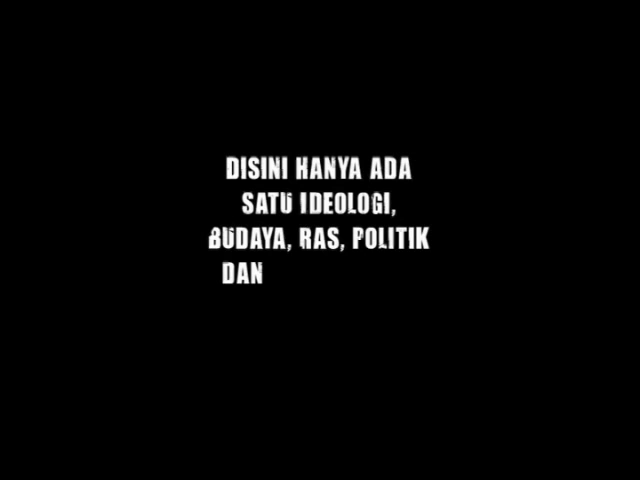 DISINI HANYA ADA
SATU IDEOLOGI,
BUDAYA, RAS, POLITIK
DAN